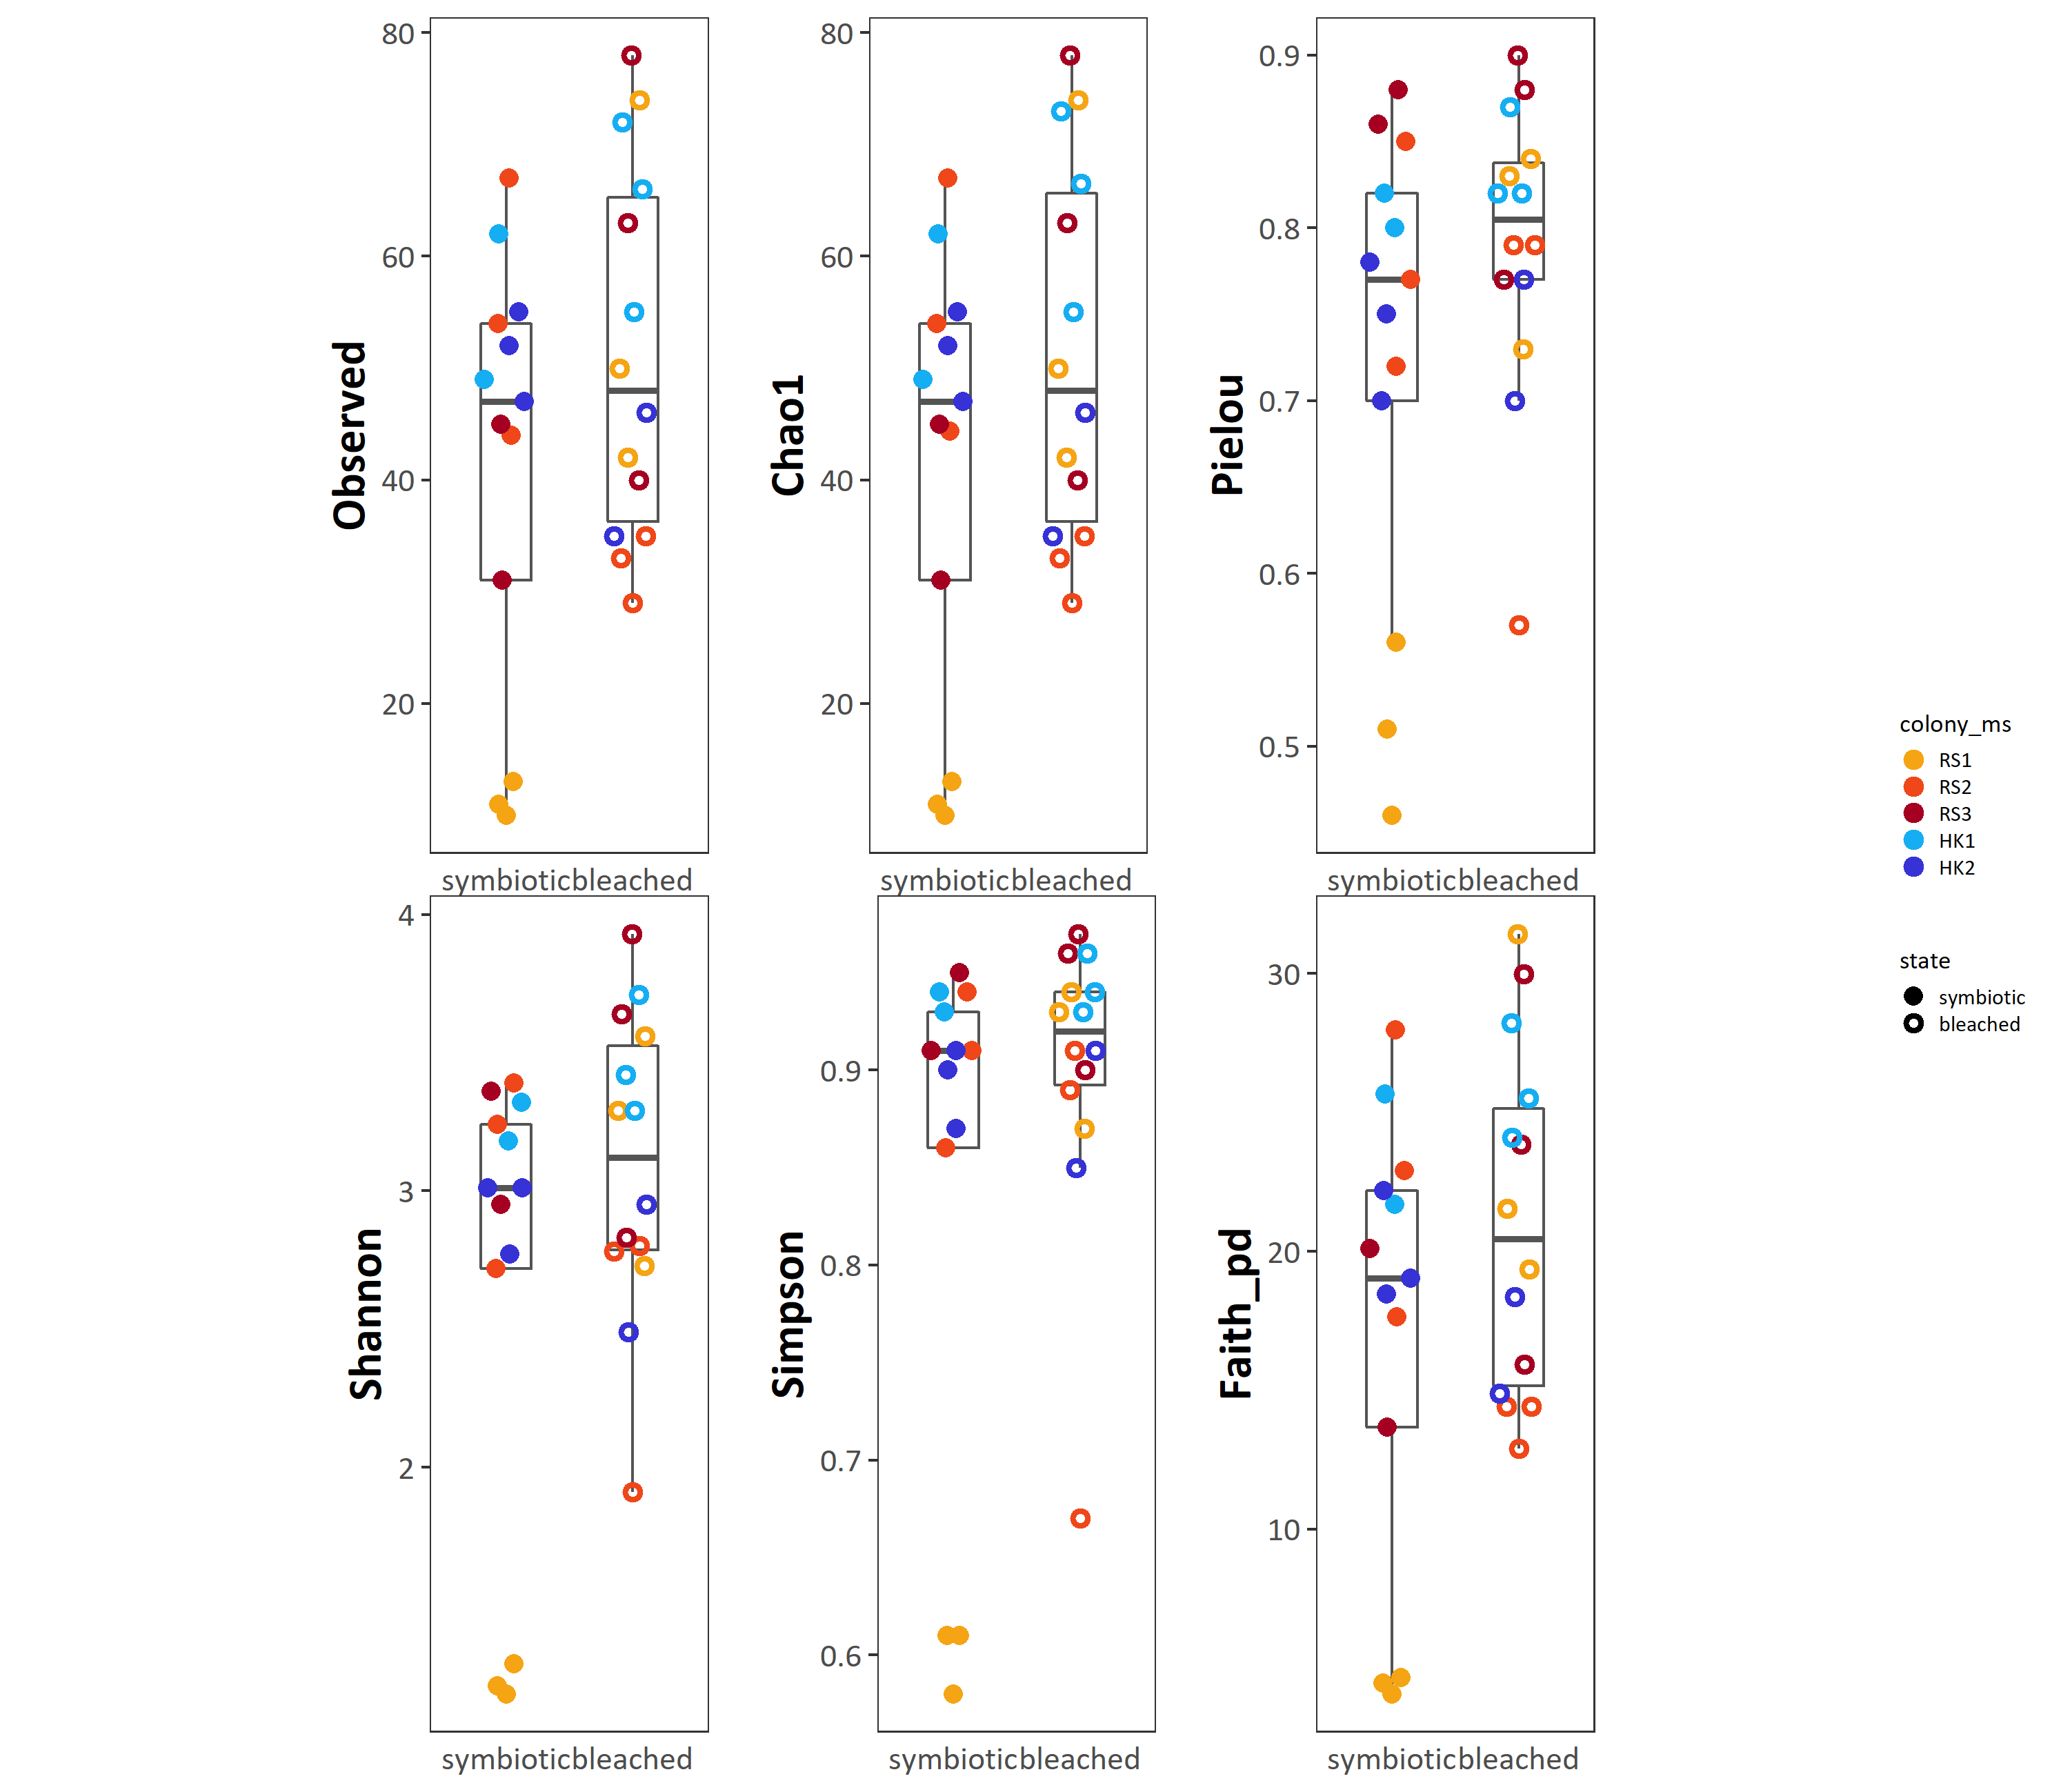 Observed
80
60
40
20
symbioticbleached
Chao1
80
60
40
20
symbioticbleached
Pielou
0.9
0.8
0.7
0.6
0.5
symbioticbleached
Shannon
4
3
2
symbioticbleached
Simpson
0.9
0.8
0.7
0.6
symbioticbleached
Faith_pd
30
20
10
symbioticbleached
colony_ms
RS1
RS2
RS3
HK1
HK2
state
symbiotic
bleached